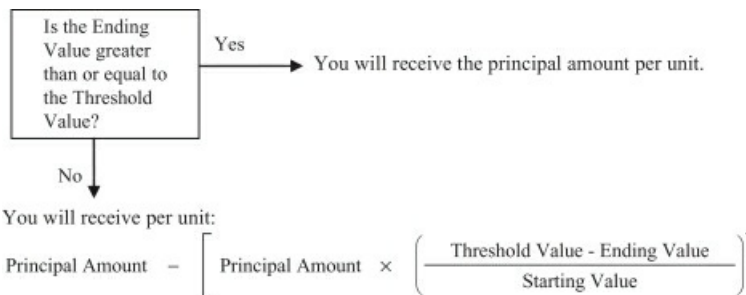 Is the Ending
Value greater
than or equal to
the Threshold
Value?
Yes
You will receive the principal amount per unit.
No
You will receive per unit:
Principal Amount - [ Principal Amount × ( Threshold Value - Ending Value
Starting Value )